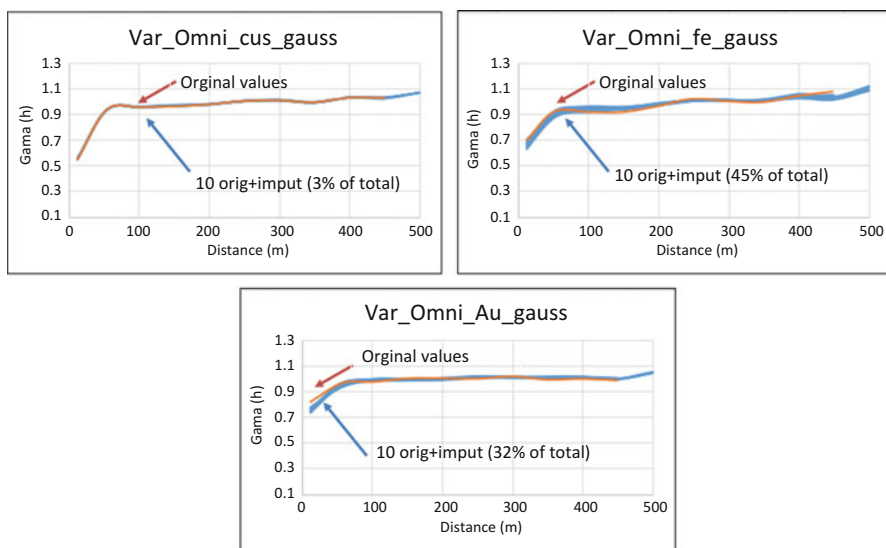 Var_Omni_cus_gauss
1.3
1.1
0.9
0.7
0.5
0.3
0.1
Gama (h)
Orginal values
10 orig+imput (3% of total)
0 100 200 300 400 500
Distance (m)
Var_Omni_fe_gauss
1.3
1.1
0.9
0.7
0.5
0.3
0.1
Gama (h)
Orginal values
10 orig+imput (45% of total)
0 100 200 300 400 500
Distance (m)
Var_Omni_Au_gauss
1.3
1.1
0.9
0.7
0.5
0.3
0.1
Gama (h)
Orginal values
10 orig+imput (32% of total)
0 100 200 300 400 500
Distance (m)